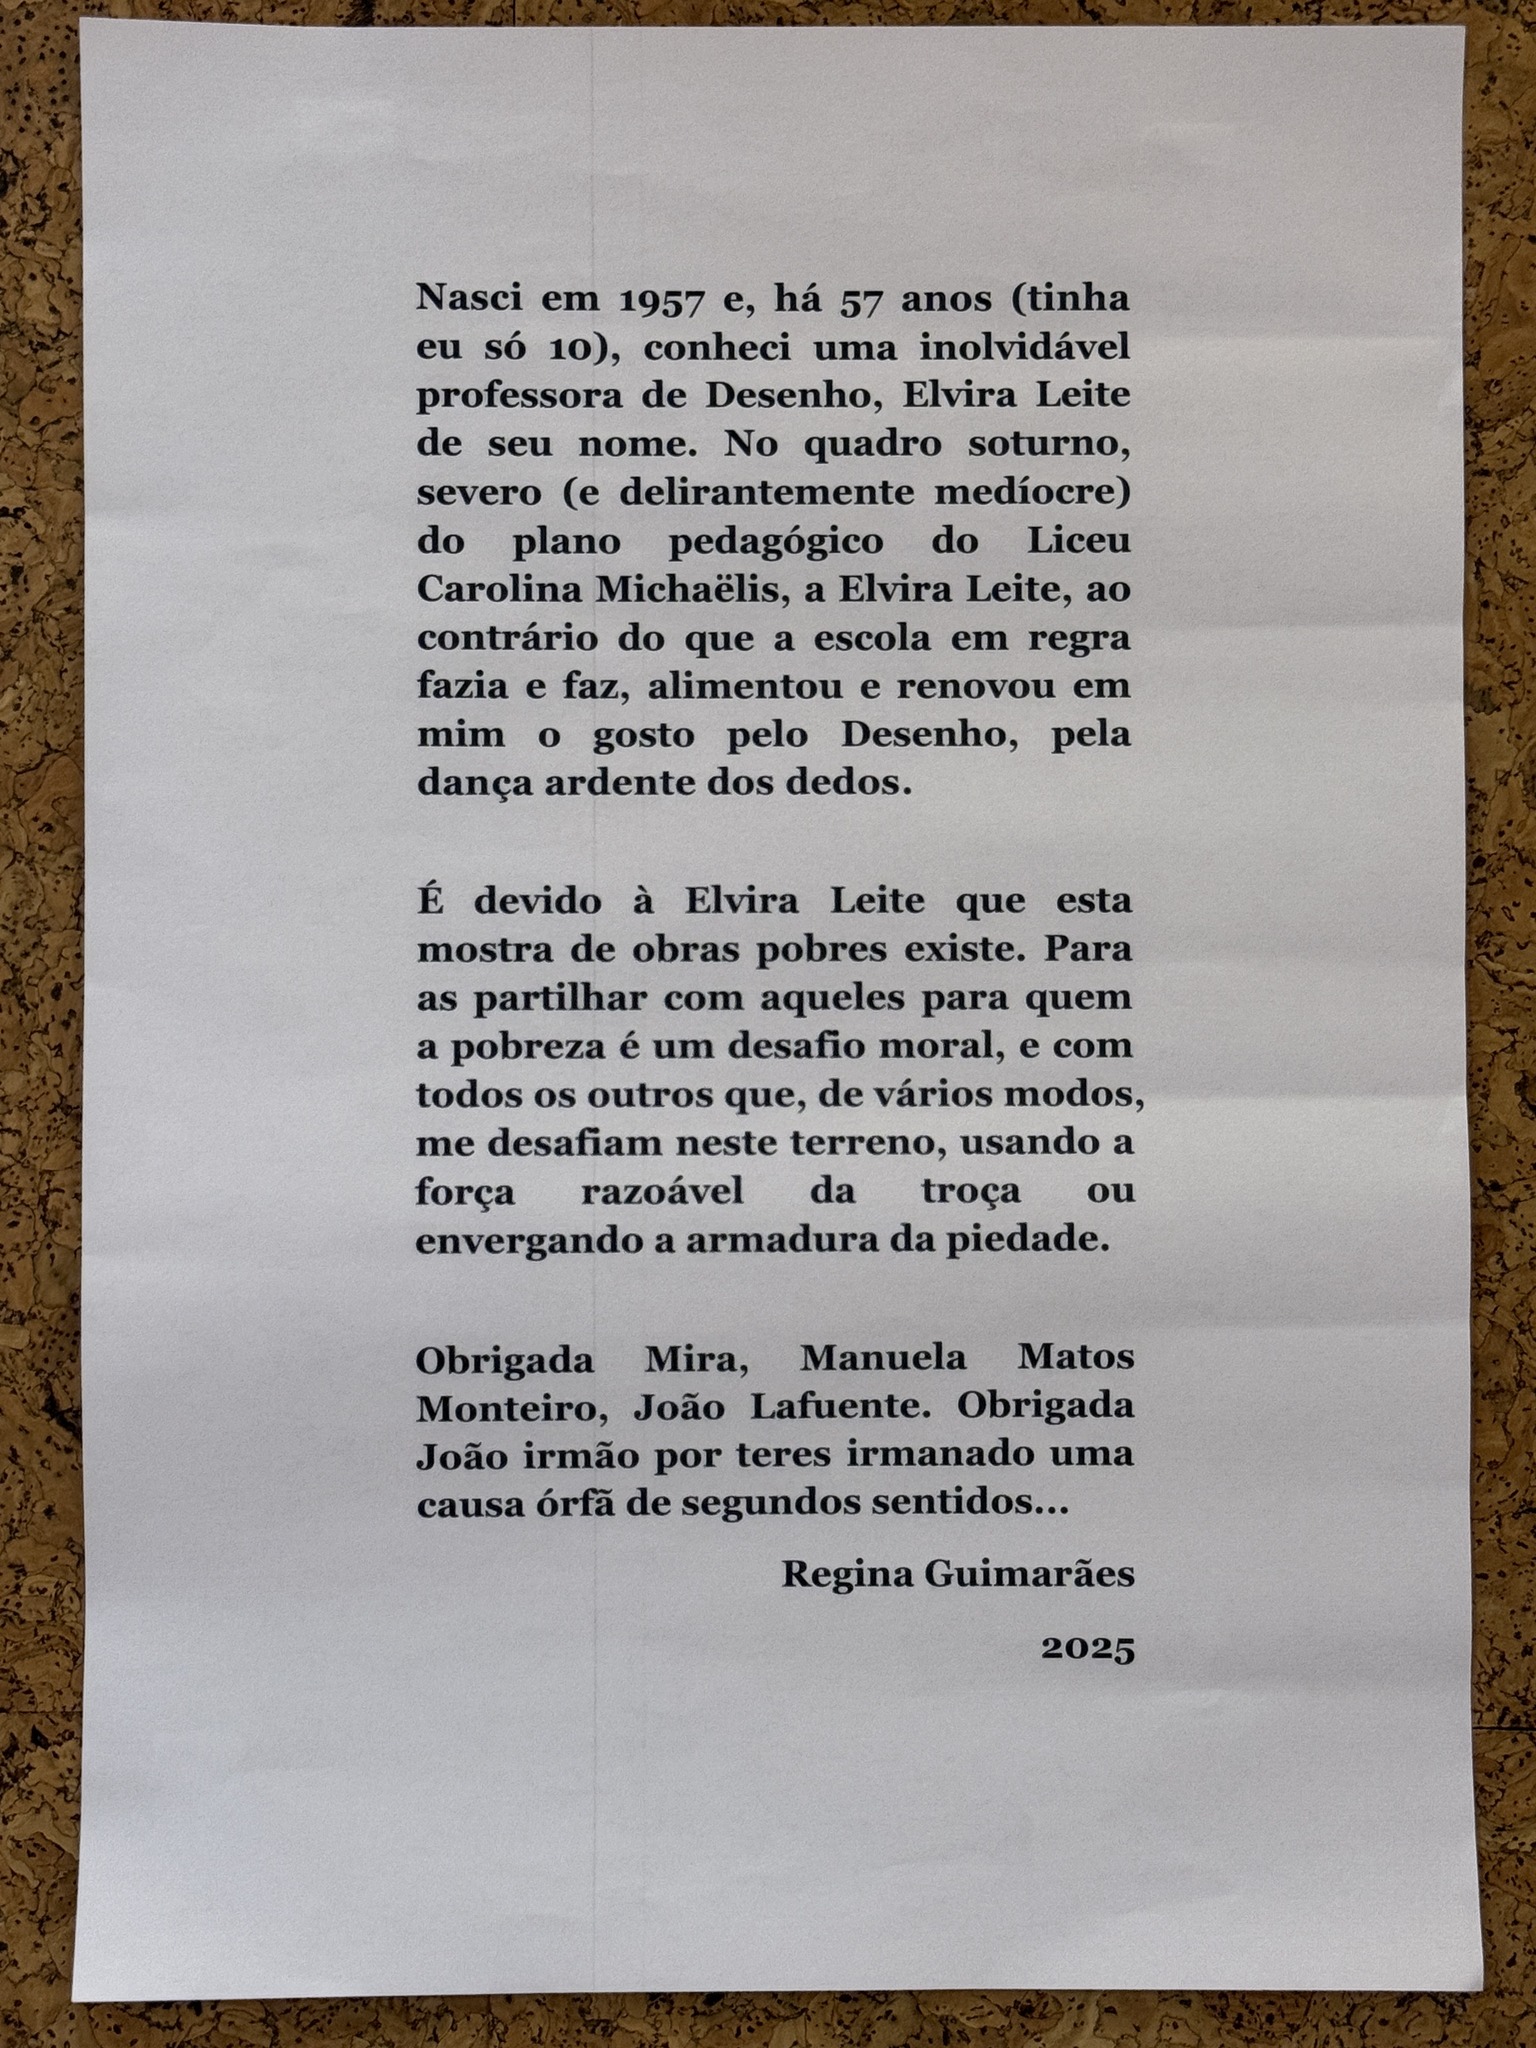 Nasci em 1957 e, há 57 anos (tinha
eu só 10), conheci uma inolvidável
professora de Desenho, Elvira Leite
de seu nome. No quadro soturno,
severo (e delirantemente medíocre)
do plano pedagógico do Liceu
Carolina Michaëlis, a Elvira Leite, ao
contrário do que a escola em regra
fazia e faz, alimentou e renovou em
mim o gosto pelo Desenho, pela
dança ardente dos dedos.
É devido à Elvira Leite que esta
mostra de obras pobres existe. Para
as partilhar com aqueles para quem
a pobreza é um desafio moral, e com
todos os outros que, de vários modos,
me desafiam neste terreno, usando a
força razoável da troça ou
envergando a armadura da piedade.
Obrigada Mira, Manuela Matos
Monteiro, João Lafuente. Obrigada
João irmão por teres irmanado uma
causa órfã de segundos sentidos...
Regina Guimarães
2025